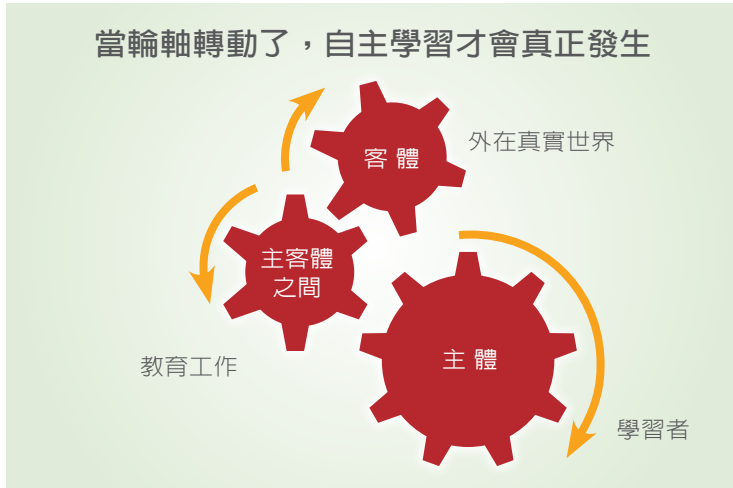 當輪軸轉動了，自主學習才會真正發生
客體
外在真實世界
主客體
之間
教育工作
主體
學習者